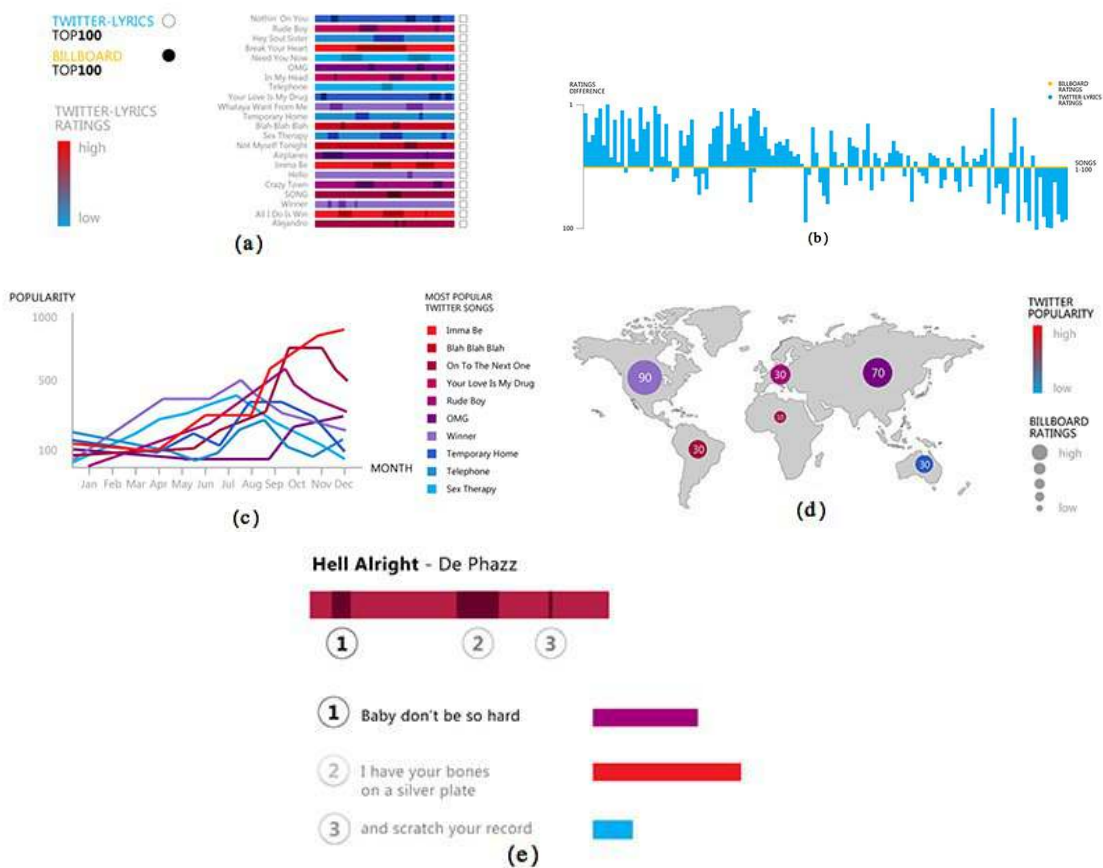 TWITTER-LYRICS
TOP100
BILLBOARD
TOP100
TWITTER-LYRICS
RATINGS
high
low
Nothin' On You
Rude Boy
Hey Soul Sister
Break Your Heart
Need You Now
OMG
In My Head
Telephone
Your Love Is My Drug
Whataya Want From Me
Temporary Home
Blah Blah Blah
Sex Therapy
Not Myself Tonight
Airplanes
Imma Be
Hello
Crazy Town
SONG
Winner
All I Do Is Win
Alejandro
(a)
RATINGS
DIFFERENCE
BILLBOARD
RATINGS
TWITTER-LYRICS
RATINGS
1
SONGS
1-100
100
(b)
POPULARITY
1000
500
100
MONTH
Jan Feb Mar Apr May Jun Jul Aug Sep Oct Nov Dec
MOST POPULAR
TWITTER SONGS
Imma Be
Blah Blah Blah
On To The Next One
Your Love Is My Drug
Rude Boy
OMG
Winner
Temporary Home
Telephone
Sex Therapy
(c)
90
30
70
10
30
30
TWITTER
POPULARITY
high
low
BILLBOARD
RATINGS
high
low
(d)
Hell Alright - De Phazz
1 2 3
1 Baby don't be so hard
2 I have your bones
on a silver plate
3 and scratch your record
(e)